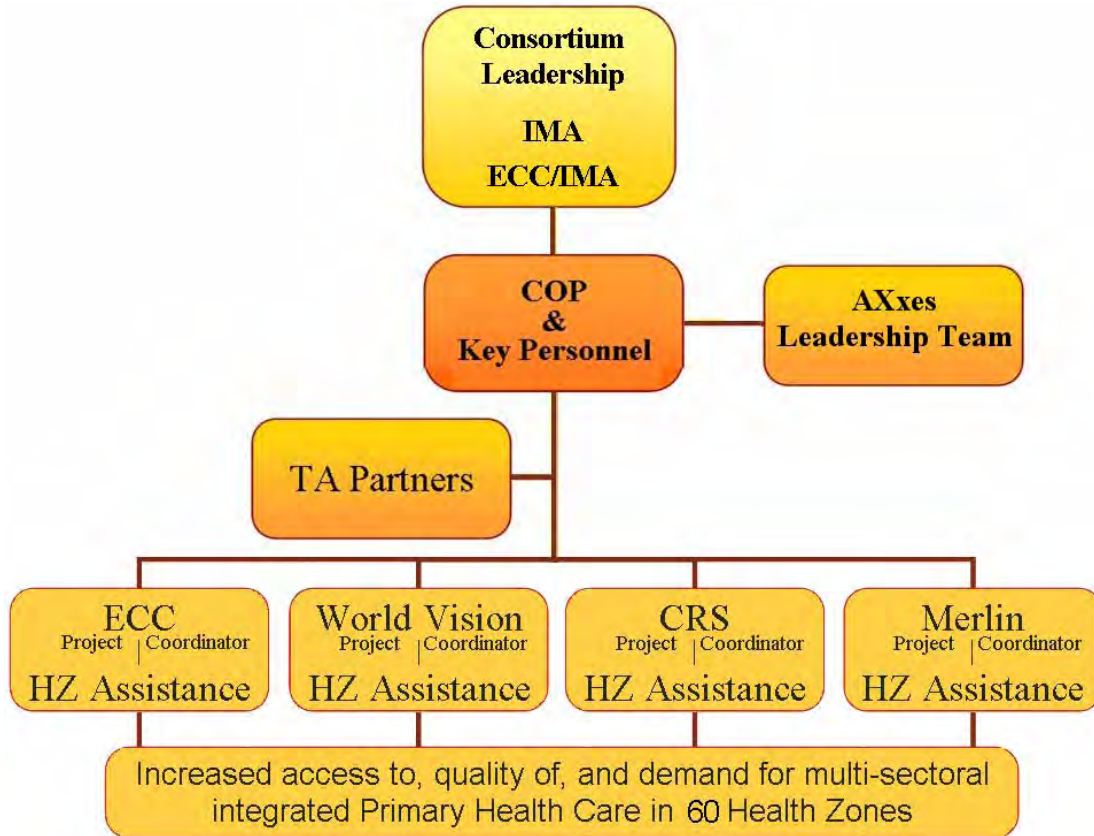 Consortium
Leadership
IMA
ECC/IMA
COP
&
Key Personnel
AXxes
Leadership Team
TA Partners
ECC
Project Coordinator
HZ Assistance
World Vision
Project Coordinator
HZ Assistance
CRS
Project Coordinator
HZ Assistance
Merlin
Project Coordinator
HZ Assistance
Increased access to, quality of, and demand for multi-sectoral
integrated Primary Health Care in 60 Health Zones